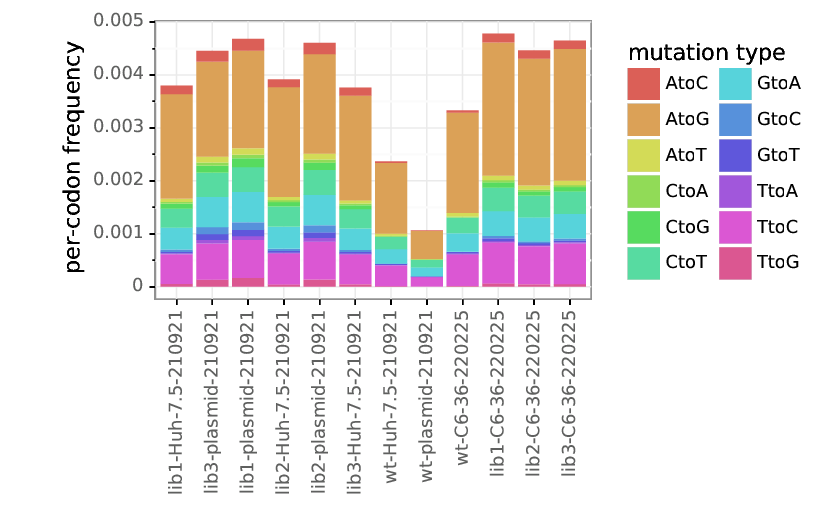 per-codon frequency
0.005
0.004
0.003
0.002
0.001
0
lib1-Huh-7.5-210921
lib3-plasmid-210921
lib1-plasmid-210921
lib2-Huh-7.5-210921
lib2-plasmid-210921
lib3-Huh-7.5-210921
wt-Huh-7.5-210921
wt-plasmid-210921
wt-C6-36-220225
lib1-C6-36-220225
lib2-C6-36-220225
lib3-C6-36-220225
mutation type
AtoC
AtoG
AtoT
CtoA
CtoG
CtoT
GtoA
GtoC
GtoT
TtoA
TtoC
TtoG